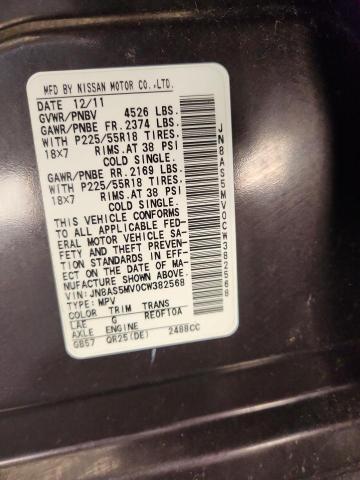 MFD BY NISSAN MOTOR CO.,LTD.
DATE 12/11
GVWR/PNBV 4526 LBS.
GAWR/PNBE FR. 2374 LBS.
WITH P225/55R18 TIRES,
18X7 RIMS.AT 38 PSI
COLD SINGLE.
GAWR/PNBE RR. 2169 LBS.
WITH P225/55R18 TIRES,
18X7 RIMS.AT 38 PSI
COLD SINGLE.
THIS VEHICLE CONFORMS
TO ALL APPLICABLE FED-
ERAL MOTOR VEHICLE SA-
FETY AND THEFT PREVEN-
TION STANDARDS IN EFF-
ECT ON THE DATE OF MA-
NUFACTURE SHOWN ABOVE.
VIN:JN8AS5MV0CW382568
TYPE:MPV
COLOR TRIM TRANS
LAE G RE0F10A
AXLE ENGINE
GB57 QR25(DE) 2488CC
JN8AS5MV0CW382568